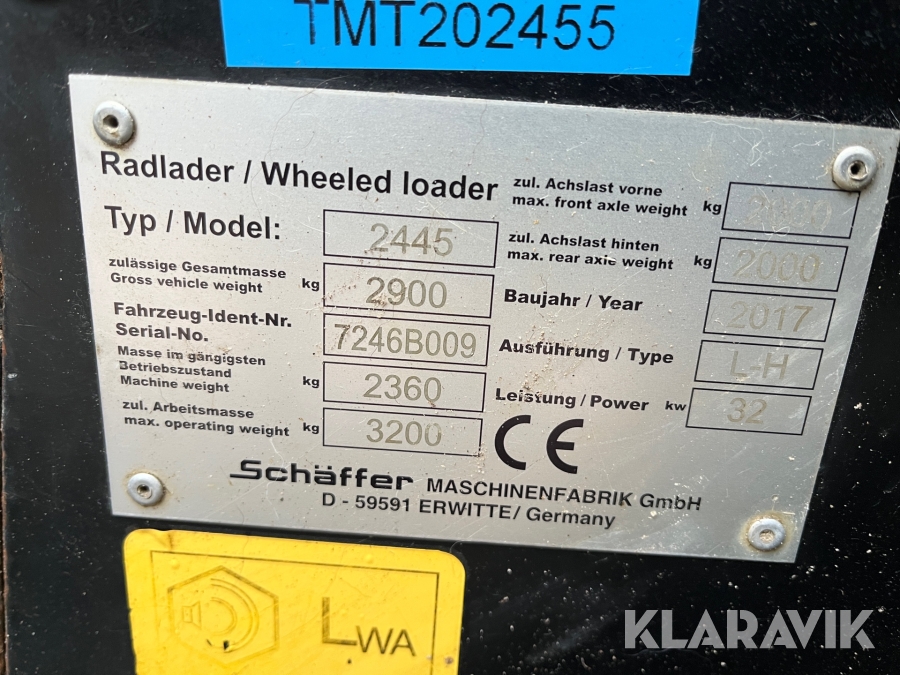 TMT202455
Radlader / Wheeled loader
Typ / Model: 2445
zulässige Gesamtmasse
Gross vehicle weight kg 2900
Fahrzeug-Ident-Nr.
Serial-No. 7246B009
Masse im gängigsten
Betriebszustand
Machine weight kg 2360
zul. Arbeitsmasse
max. operating weight kg 3200
zul. Achslast vorne
max. front axle weight kg
zul. Achslast hinten
max. rear axie weight kg 2000
Baujahr / Year 2017
Ausführung / Type L-H
Leistung / Power kw 32
CE
Schäffer MASCHINENFABRIK GmbH
D - 59591 ERWITTE/ Germany
LWA
KLARAVIK